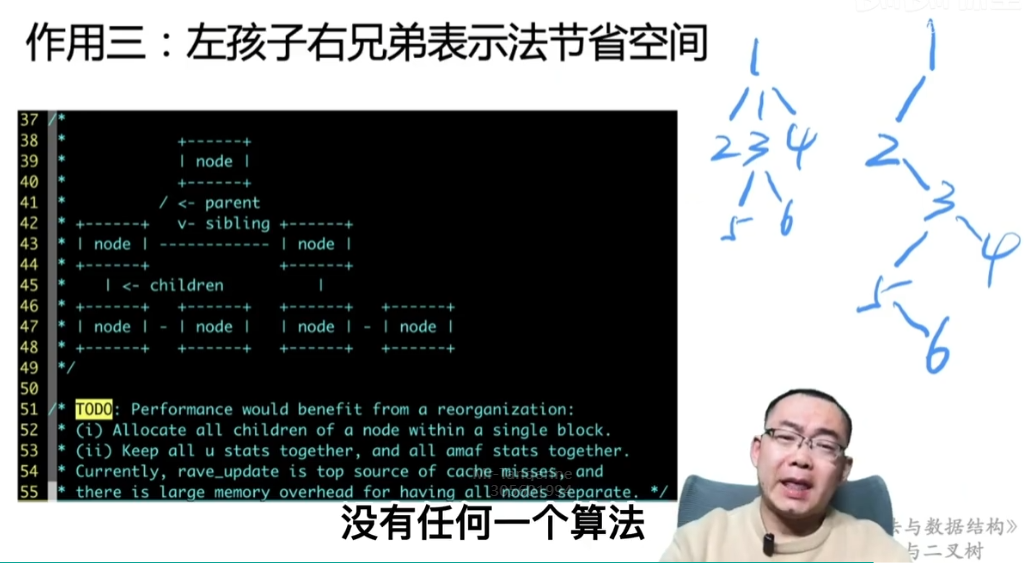 作用三：左孩子右兄弟表示法节省空间
37 /*
38 * +------+
39 * | node |
40 * +------+
41 * / <- parent
42 * +------+ v- sibling +------+
43 * | node | ------------ | node |
44 * +------+ +------+
45 * | <- children |
46 * +------+ +------+ +------+ +------+
47 * | node | - | node | | node | - | node |
48 * +------+ +------+ +------+ +------+
49 */
50
51 /* TODO: Performance would benefit from a reorganization:
52 * (i) Allocate all children of a node within a single block.
53 * (ii) Keep all u stats together, and all amaf stats together.
54 * Currently, rave_update is top source of cache misses, and
55 * there is large memory overhead for having all nodes separate. */
1
2 3 4
5 6
1
2
3
4
5
6
没有任何一个算法
法与数据结构》
与二叉树